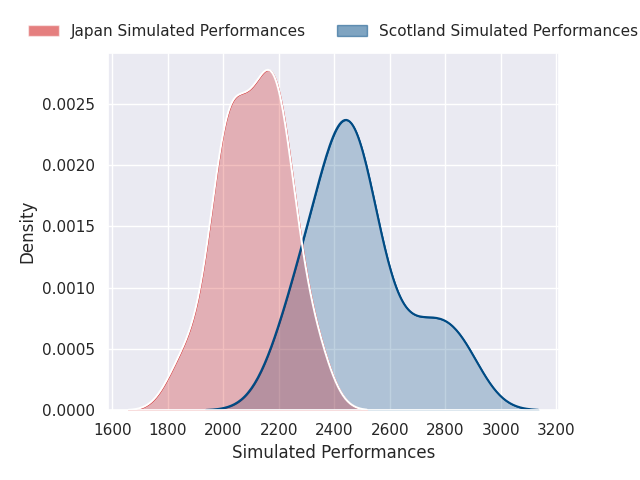 Japan Simulated Performances Scotland Simulated Performances
0.0025
0.0020
0.0015
0.0010
0.0005
0.0000
Density
1600 1800 2000 2200 2400 2600 2800 3000 3200
Simulated Performances